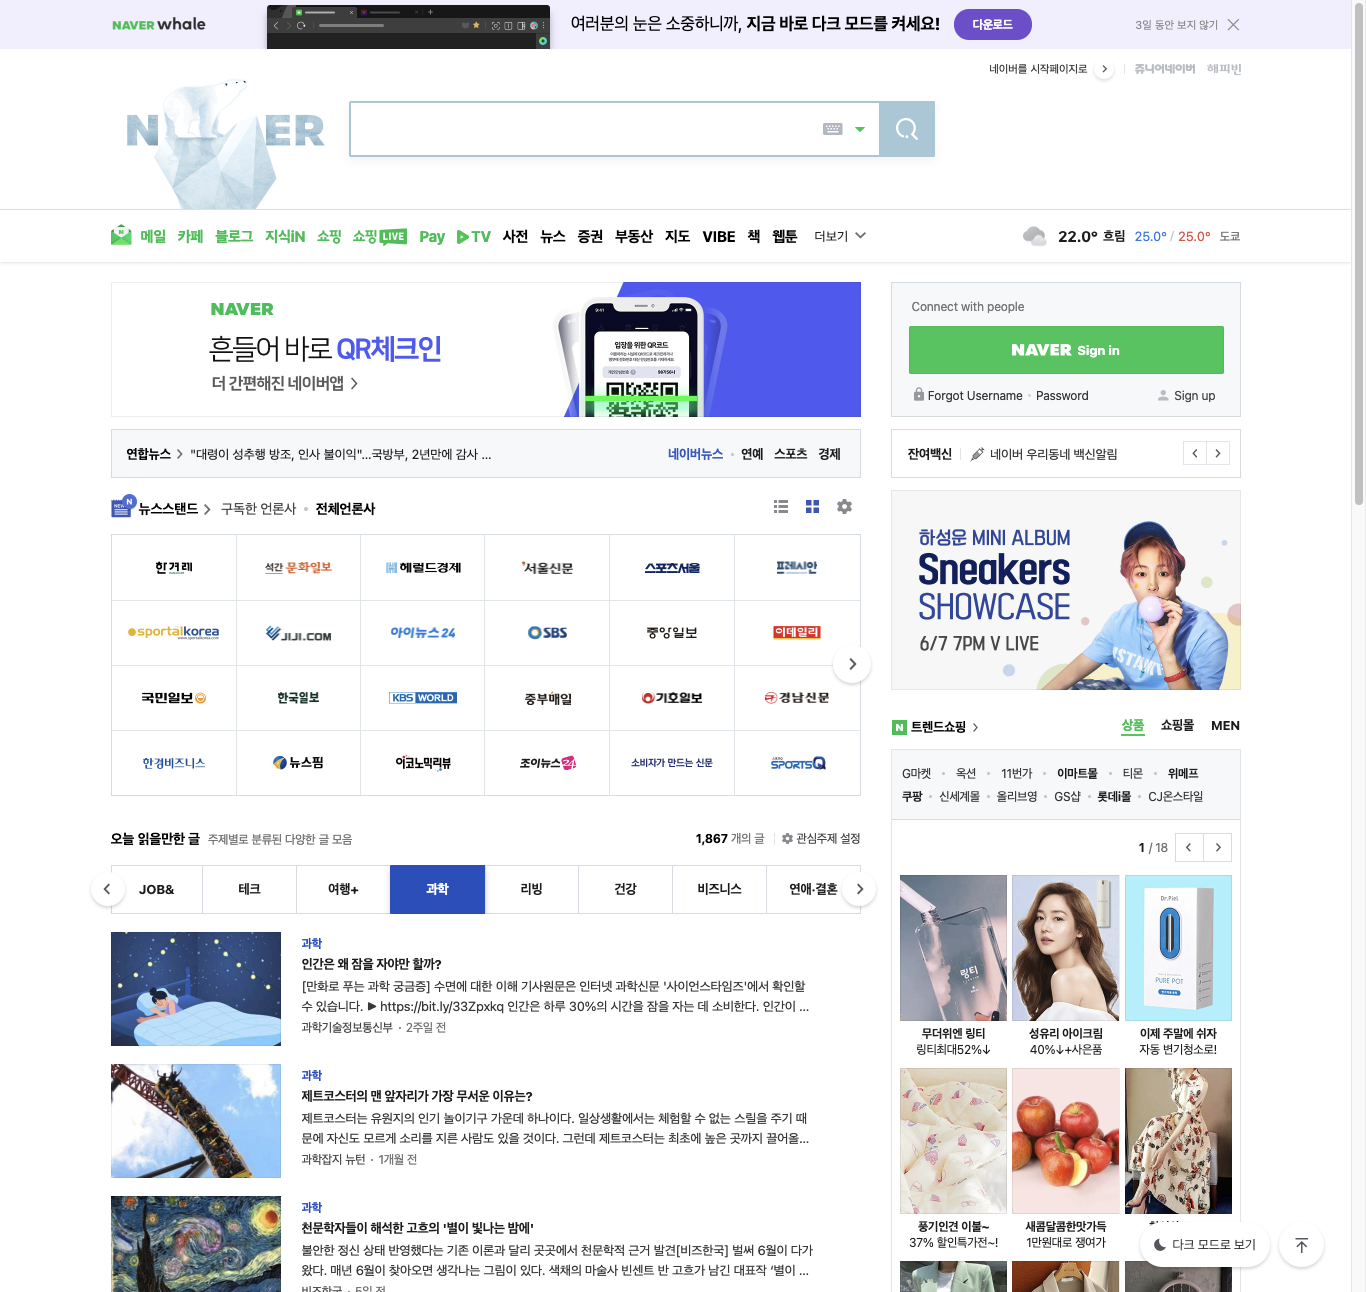 NAVER whale
여러분의 눈은 소중하니까, 지금 바로 다크 모드를 켜세요!
다운로드
3일 동안 보지 않기
네이버를 시작페이지로
쥬니어네이버 해피빈
NAVER
메일 카페 블로그 지식iN 쇼핑 쇼핑LIVE Pay TV 사전 뉴스 증권 부동산 지도 VIBE 책 웹툰 더보기
22.0° 흐림 25.0° / 25.0° 도쿄
NAVER
흔들어 바로 QR체크인
더 간편해진 네이버앱
입장을 위한 QR코드
Connect with people
NAVER Sign in
Forgot Username · Password
Sign up
연합뉴스 "대령이 성추행 방조, 인사 불이익"...국방부, 2년만에 감사 ...
네이버뉴스 · 연예 스포츠 경제
잔여백신 네이버 우리동네 백신알림
뉴스스탠드 구독한 언론사 · 전체언론사
한겨레
석간 문화일보
헤럴드경제
서울신문
스포츠서울
프레시안
sportalkorea
JIJI.COM
아이뉴스24
SBS
중앙일보
이데일리
국민일보
한국일보
KBS WORLD
중부매일
기호일보
경남신문
한경비즈니스
뉴스핌
이코노믹리뷰
조이뉴스24
소비자가 만드는 신문
SPORTSQ
하성운 MINI ALBUM
Sneakers
SHOWCASE
6/7 7PM V LIVE
트렌드쇼핑
상품 쇼핑몰 MEN
G마켓 · 옥션 · 11번가 · 이마트몰 · 티몬 · 위메프
쿠팡 · 신세계몰 · 올리브영 · GS샵 · 롯데i몰 · CJ온스타일
1 / 18
링티
Dr.Piel
PURE POT
무더위엔 링티
링티최대52%↓
성유리 아이크림
40%↓+사은품
이제 주말에 쉬자
자동 변기청소로!
풍기인견 이불~
37% 할인특가전~!
새콤달콤한맛가득
1만원대로 쟁여가
오늘 읽을만한 글 주제별로 분류된 다양한 글 모음
1,867 개의 글 관심주제 설정
JOB& 테크 여행+ 과학 리빙 건강 비즈니스 연애·결혼
과학
인간은 왜 잠을 자야만 할까?
[만화로 푸는 과학 궁금증] 수면에 대한 이해 기사원문은 인터넷 과학신문 '사이언스타임즈'에서 확인할
수 있습니다. ▶ https://bit.ly/33Zpxkq 인간은 하루 30%의 시간을 잠을 자는 데 소비한다. 인간이 ...
과학기술정보통신부 · 2주일 전
과학
제트코스터의 맨 앞자리가 가장 무서운 이유는?
제트코스터는 유원지의 인기 놀이기구 가운데 하나이다. 일상생활에서는 체험할 수 없는 스릴을 주기 때
문에 자신도 모르게 소리를 지른 사람도 있을 것이다. 그런데 제트코스터는 최초에 높은 곳까지 끌어올...
과학잡지 뉴턴 · 1개월 전
과학
천문학자들이 해석한 고흐의 '별이 빛나는 밤에'
불안한 정신 상태 반영했다는 기존 이론과 달리 곳곳에서 천문학적 근거 발견[비즈한국] 벌써 6월이 다가
왔다. 매년 6월이 찾아오면 생각나는 그림이 있다. 색채의 마술사 빈센트 반 고흐가 남긴 대표작 '별이 ...
비즈한국 · 5일 전
다크 모드로 보기